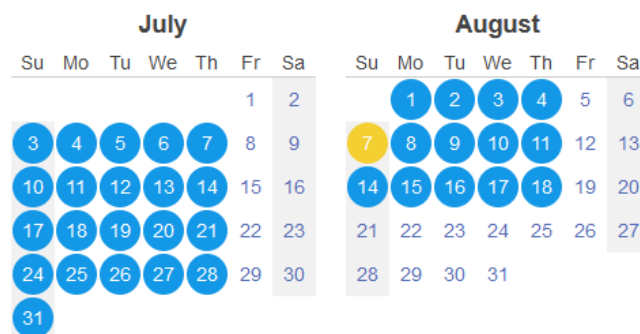 July
Su Mo Tu We Th Fr Sa
1 2
3 4 5 6 7 8 9
10 11 12 13 14 15 16
17 18 19 20 21 22 23
24 25 26 27 28 29 30
31
August
Su Mo Tu We Th Fr Sa
1 2 3 4 5 6
7 8 9 10 11 12 13
14 15 16 17 18 19 20
21 22 23 24 25 26 27
28 29 30 31